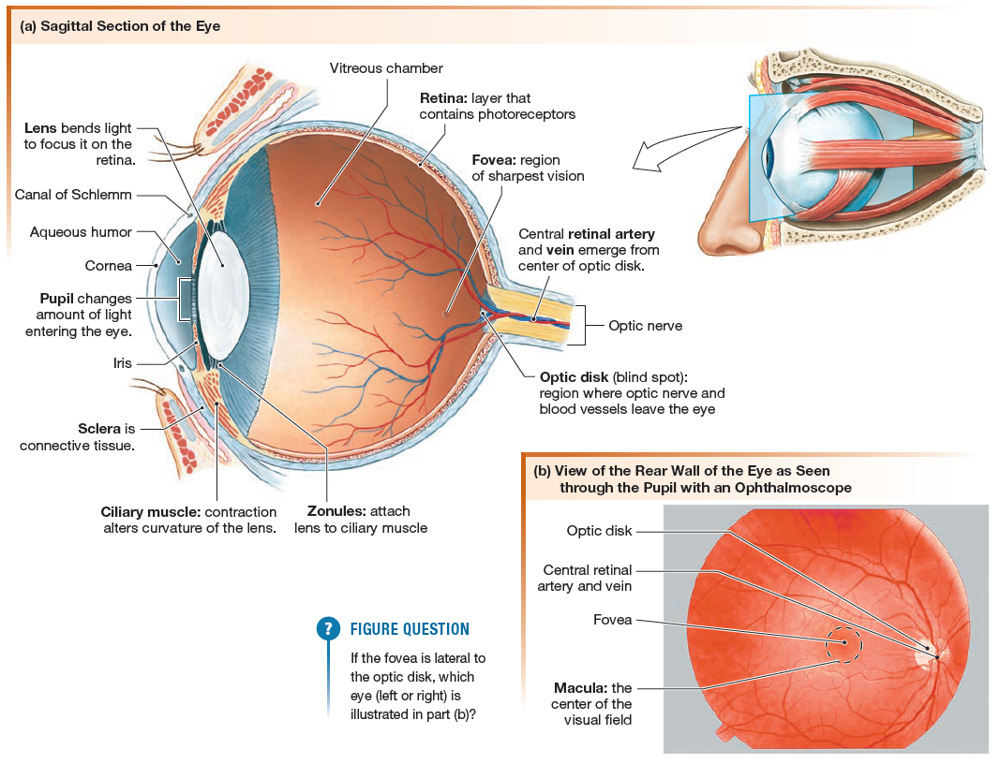 (a) Sagittal Section of the Eye
Vitreous chamber
Retina: layer that
contains photoreceptors
Lens bends light
to focus it on the
retina.
Fovea: region
of sharpest vision
Canal of Schlemm
Aqueous humor
Central retinal artery
and vein emerge from
center of optic disk.
Cornea
Pupil changes
amount of light
entering the eye.
Optic nerve
Iris
Optic disk (blind spot):
region where optic nerve and
blood vessels leave the eye
Sclera is
connective tissue.
Ciliary muscle: contraction
alters curvature of the lens.
Zonules: attach
lens to ciliary muscle
(b) View of the Rear Wall of the Eye as Seen
through the Pupil with an Ophthalmoscope
Optic disk
Central retinal
artery and vein
Fovea
Macula: the
center of the
visual field
? FIGURE QUESTION
If the fovea is lateral to
the optic disk, which
eye (left or right) is
illustrated in part (b)?